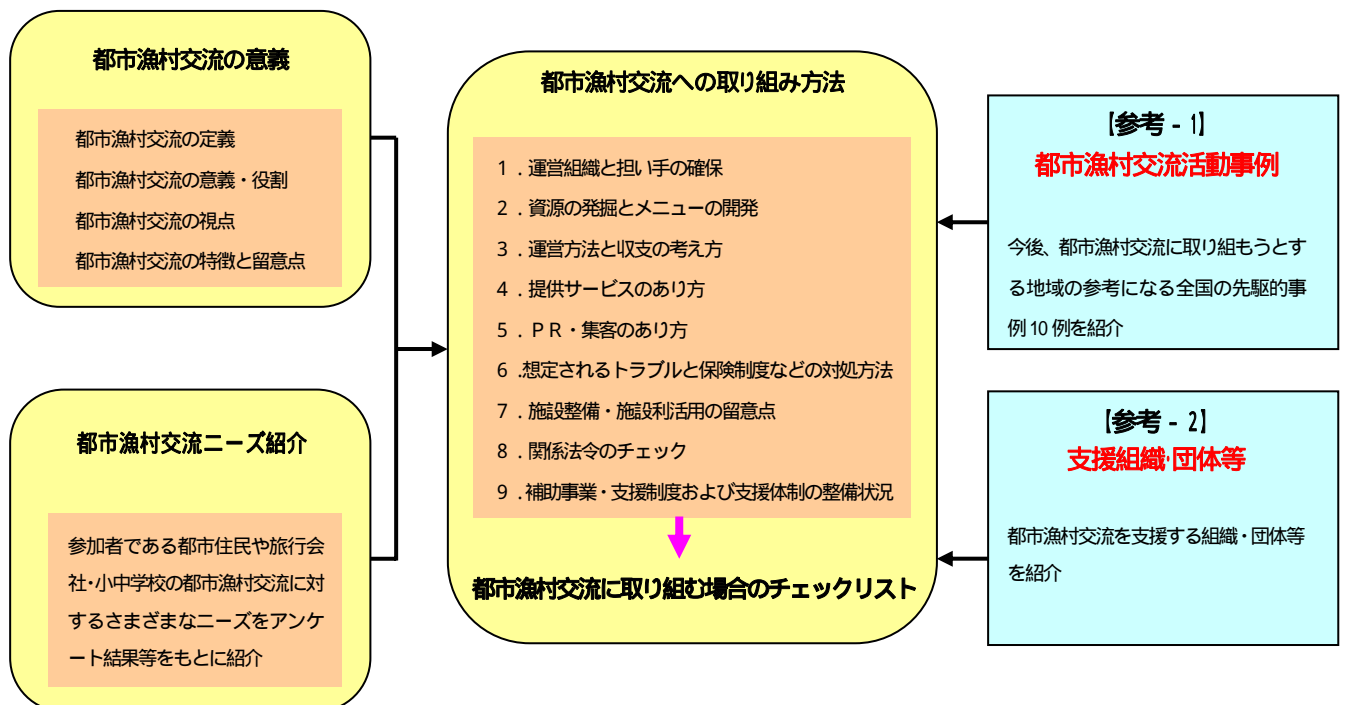 都市漁村交流の意義
都市漁村交流の定義
都市漁村交流の意義・役割
都市漁村交流の視点
都市漁村交流の特徴と留意点
都市漁村交流ニーズ紹介
参加者である都市住民や旅行会
社・小中学校の都市漁村交流に対
するさまざまなニーズをアンケ
ート結果等をもとに紹介
都市漁村交流への取り組み方法
1．運営組織と担い手の確保
2．資源の発掘とメニューの開発
3．運営方法と収支の考え方
4．提供サービスのあり方
5．ＰＲ・集客のあり方
6．想定されるトラブルと保険制度などの対処方法
7．施設整備・施設利活用の留意点
8．関係法令のチェック
9．補助事業・支援制度および支援体制の整備状況
都市漁村交流に取り組む場合のチェックリスト
【参考 - 1】
都市漁村交流活動事例
今後、都市漁村交流に取り組もうとす
る地域の参考になる全国の先駆的事
例10例を紹介
【参考 - 2】
支援組織・団体等
都市漁村交流を支援する組織・団体等
を紹介